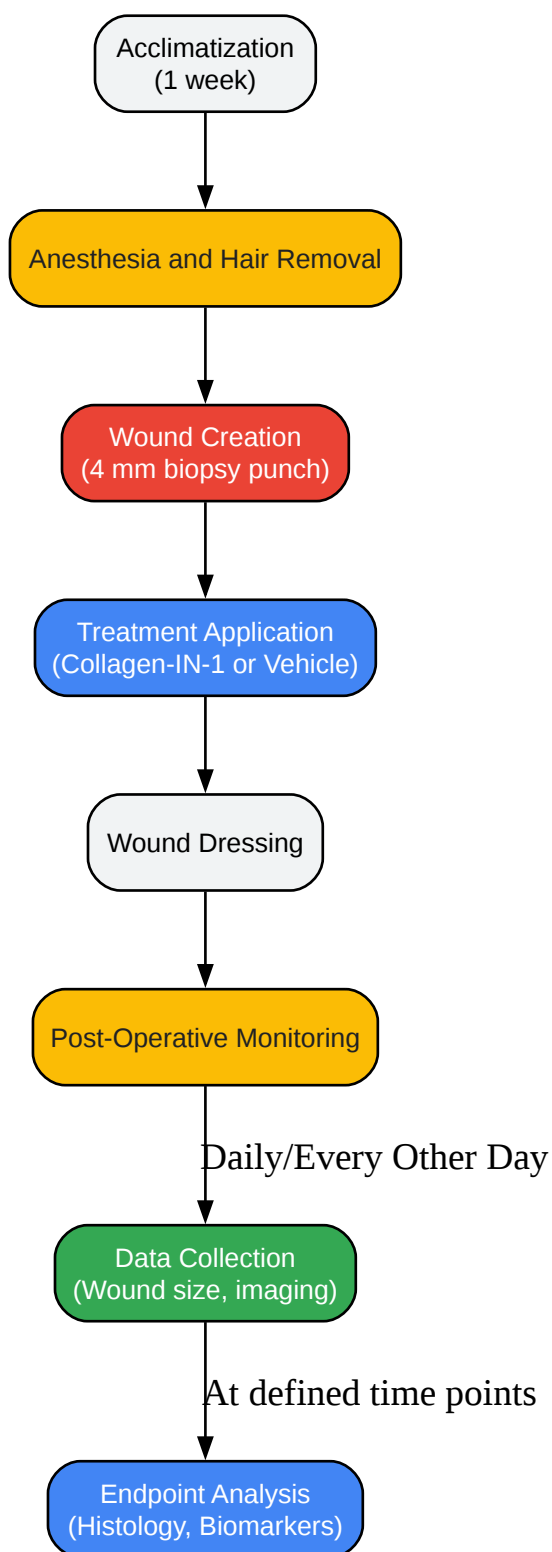 Acclimatization
(1 week)
Anesthesia and Hair Removal
Wound Creation
(4 mm biopsy punch)
Treatment Application
(Collagen-IN-1 or Vehicle)
Wound Dressing
Post-Operative Monitoring
Daily/Every Other Day
Data Collection
(Wound size, imaging)
At defined time points
Endpoint Analysis
(Histology, Biomarkers)